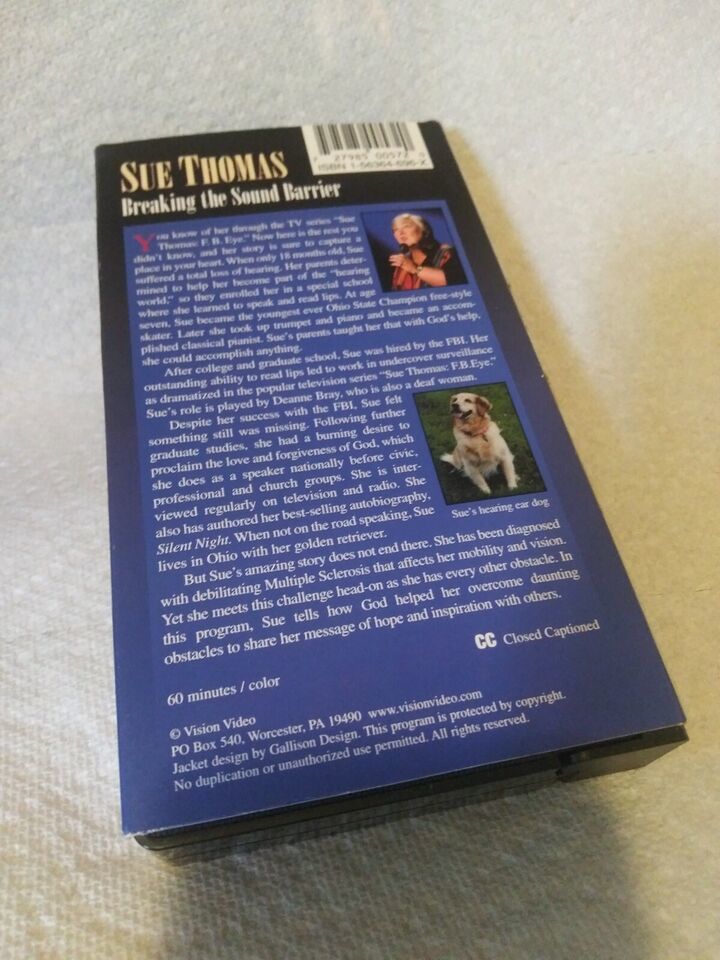 SUE THOMAS
Breaking the Sound Barrier
27985 00572
ISBN 1-56364-696-X
You know of her through the TV series "Sue
Thomas: F. B. Eye." Now here is the rest you
didn't know, and her story is sure to capture a
place in your heart. When only 18 months old, Sue
suffered a total loss of hearing. Her parents deter-
mined to help her become part of the "hearing
world," so they enrolled her in a special school
where she learned to speak and read lips. At age
seven, Sue became the youngest ever Ohio State Champion free-style
skater. Later she took up trumpet and piano and became an accom-
plished classical pianist. Sue's parents taught her that with God's help,
she could accomplish anything.
After college and graduate school, Sue was hired by the FBI. Her
outstanding ability to read lips led to work in undercover surveillance
as dramatized in the popular television series "Sue Thomas: F.B.Eye."
Sue's role is played by Deanne Bray, who is also a deaf woman.
Despite her success with the FBI, Sue felt
something still was missing. Following further
graduate studies, she had a burning desire to
proclaim the love and forgiveness of God, which
she does as a speaker nationally before civic,
professional and church groups. She is inter-
viewed regularly on television and radio. She
also has authored her best-selling autobiography,
Silent Night. When not on the road speaking, Sue
lives in Ohio with her golden retriever.
Sue's hearing ear dog
But Sue's amazing story does not end there. She has been diagnosed
with debilitating Multiple Sclerosis that affects her mobility and vision.
Yet she meets this challenge head-on as she has every other obstacle. In
this program, Sue tells how God helped her overcome daunting
obstacles to share her message of hope and inspiration with others.
CC Closed Captioned
60 minutes / color
© Vision Video
PO Box 540, Worcester, PA 19490 www.visionvideo.com
Jacket design by Gallison Design. This program is protected by copyright.
No duplication or unauthorized use permitted. All rights reserved.